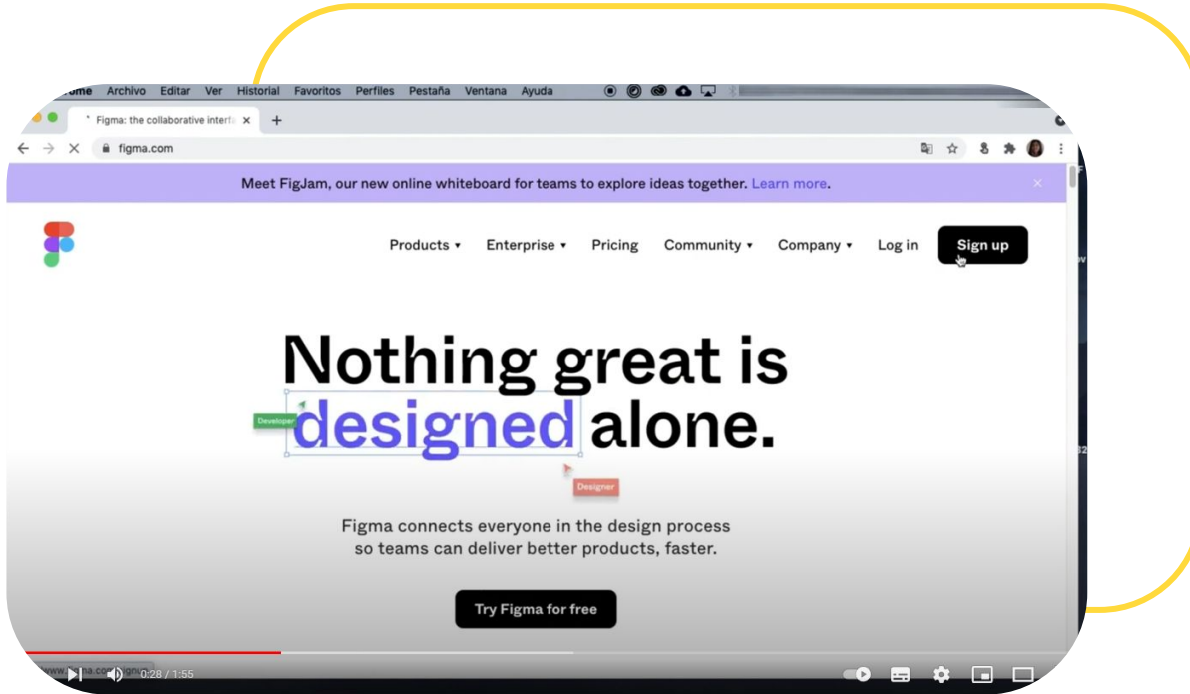 Archivo Editar Ver Historial Favoritos Perfiles Pestaña Ventana Ayuda
Figma: the collaborative interf
figma.com
Meet FigJam, our new online whiteboard for teams to explore ideas together. Learn more.
Products Enterprise Pricing Community Company Log in Sign up
Nothing great is
Developer
designed alone.
Designer
Figma connects everyone in the design process
so teams can deliver better products, faster.
Try Figma for free
0:28 / 1:55